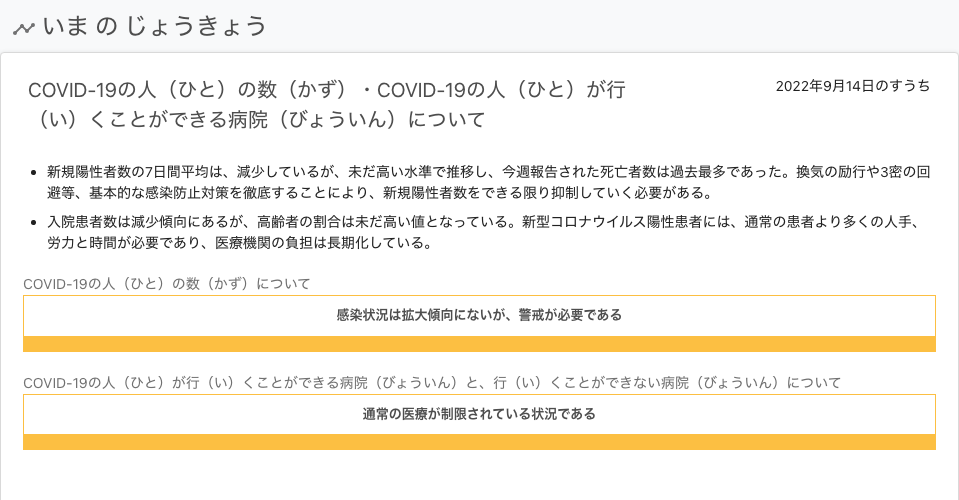 いま の じょうきょう
COVID-19の人（ひと）の数（かず）・COVID-19の人（ひと）が行
（い）くことができる病院（びょういん）について
2022年9月14日のすうち
新規陽性者数の7日間平均は、減少しているが、未だ高い水準で推移し、今週報告された死亡者数は過去最多であった。換気の励行や3密の回
避等、基本的な感染防止対策を徹底することにより、新規陽性者数をできる限り抑制していく必要がある。
入院患者数は減少傾向にあるが、高齢者の割合は未だ高い値となっている。新型コロナウイルス陽性患者には、通常の患者より多くの人手、
労力と時間が必要であり、医療機関の負担は長期化している。
COVID-19の人（ひと）の数（かず）について
感染状況は拡大傾向にないが、警戒が必要である
COVID-19の人（ひと）が行（い）くことができる病院（びょういん）と、行（い）くことができない病院（びょういん）について
通常の医療が制限されている状況である